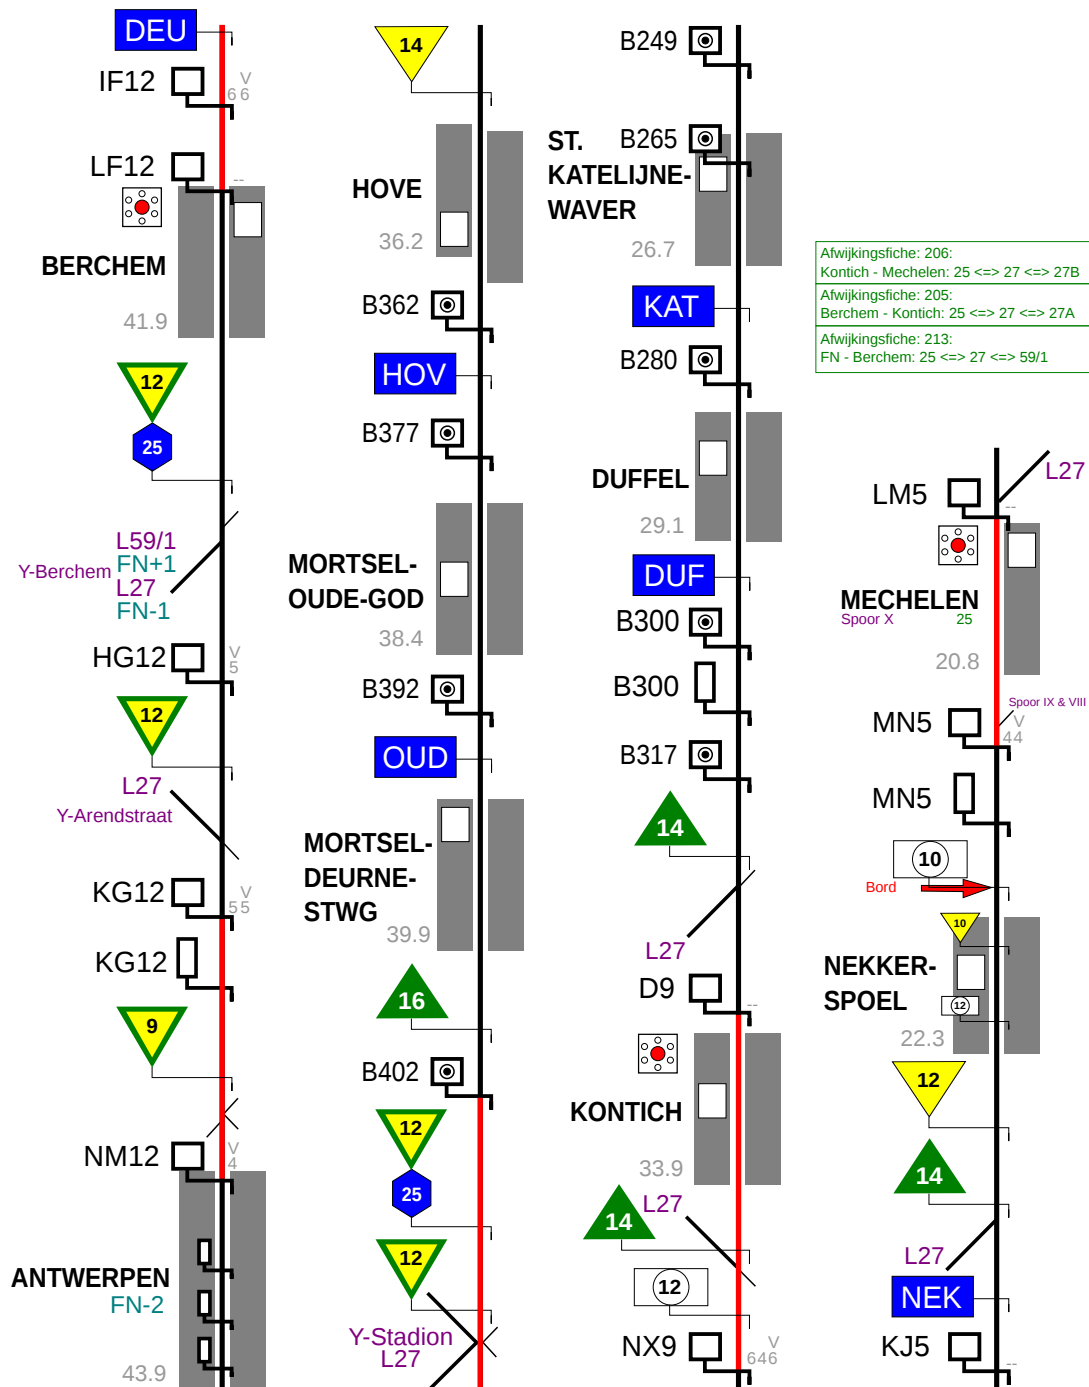 DEU
IF12
V
6 6
LF12
--
BERCHEM
41.9
12
25
L59/1
FN+1
Y-Berchem
L27
FN-1
HG12
V
5
12
L27
Y-Arendstraat
KG12
V
5 5
KG12
9
NM12
V
4
ANTWERPEN
FN-2
43.9
14
HOVE
36.2
B362
HOV
B377
MORTSEL-
OUDE-GOD
38.4
B392
OUD
MORTSEL-
DEURNE-
STWG
39.9
16
B402
12
25
12
Y-Stadion
L27
B249
B265
ST.
KATELIJNE-
WAVER
26.7
KAT
B280
DUFFEL
29.1
DUF
B300
B300
B317
14
L27
D9
--
KONTICH
33.9
L27
14
12
NX9
V
646
Afwijkingsfiche: 206:
Kontich - Mechelen: 25 <=> 27 <=> 27B
Afwijkingsfiche: 205:
Berchem - Kontich: 25 <=> 27 <=> 27A
Afwijkingsfiche: 213:
FN - Berchem: 25 <=> 27 <=> 59/1
L27
LM5
--
MECHELEN
Spoor X 25
20.8
Spoor IX & VIII
MN5
V
44
MN5
10
Bord
10
NEKKER-
SPOEL
12
22.3
12
14
L27
NEK
KJ5
--